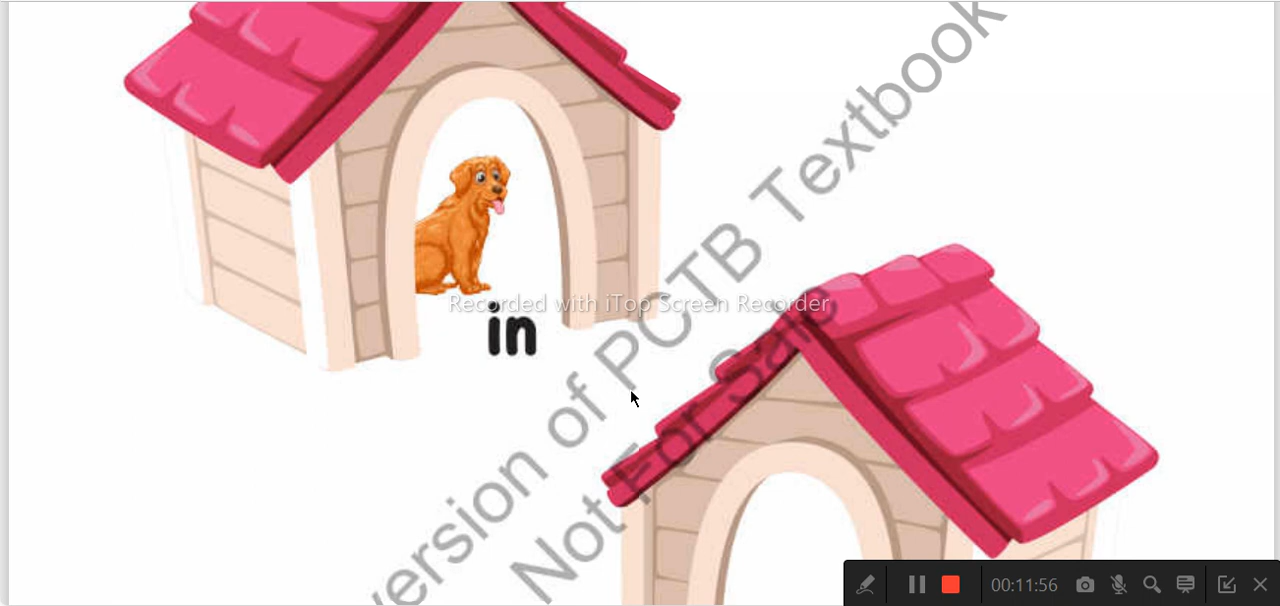 Recorded with iTop Screen Recorder
in
version of PCTB Textbook
Not For Sale
00:11:56